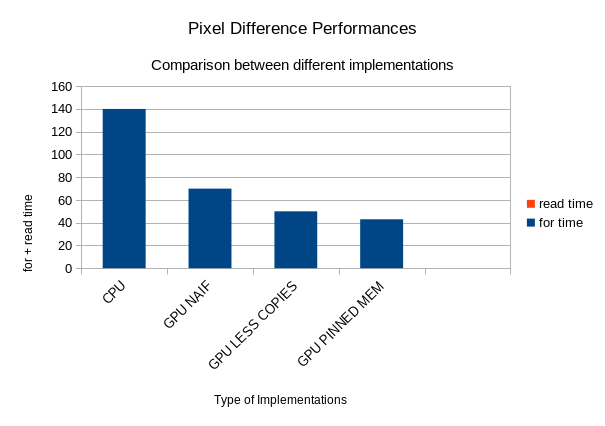 Pixel Difference Performances
Comparison between different implementations
for + read time
160
140
120
100
80
60
40
20
0
CPU
GPU NAIF
GPU LESS COPIES
GPU PINNED MEM
Type of Implementations
read time
for time